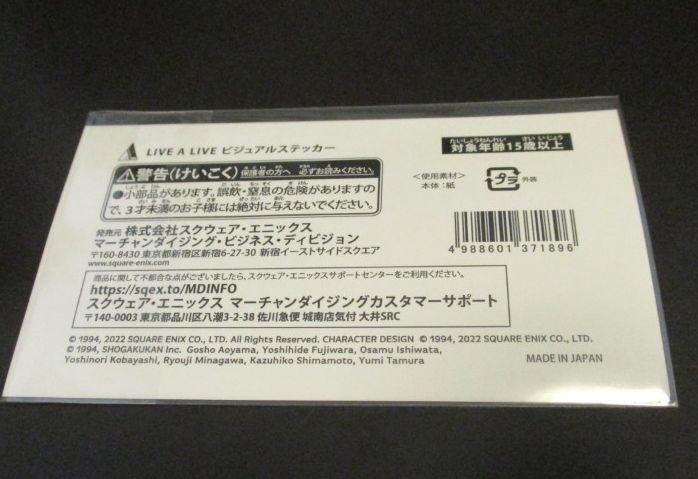 LIVE A LIVE ビジュアルステッカー
たいしょうねんれい さい いじょう
対象年齢15歳以上
警告(けいこく) 保護者の方へ 必ずお読みください。
●小部品があります。誤飲・窒息の危険がありますの
で、3才未満のお子様には絶対に与えないでください。
<使用素材>
本体:紙
プラ 外装
発売元 株式会社スクウェア・エニックス
マーチャンダイジング・ビジネス・ディビジョン
〒160-8430 東京都新宿区新宿6-27-30 新宿イーストサイドスクエア
www.square-enix.com
4 988601 371896
商品に関して不都合な点がございましたら、スクウェア・エニックスサポートセンターをご利用ください。
https://sqex.to/MDINFO
スクウェア・エニックス マーチャンダイジングカスタマーサポート
〒140-0003 東京都品川区八潮3-2-38 佐川急便 城南店気付 大井SRC
© 1994, 2022 SQUARE ENIX CO., LTD. All Rights Reserved. CHARACTER DESIGN © 1994, 2022 SQUARE ENIX CO., LTD.
© 1994, SHOGAKUKAN Inc. Gosho Aoyama, Yoshihide Fujiwara, Osamu Ishiwata,
Yoshinori Kobayashi, Ryouji Minagawa, Kazuhiko Shimamoto, Yumi Tamura
MADE IN JAPAN